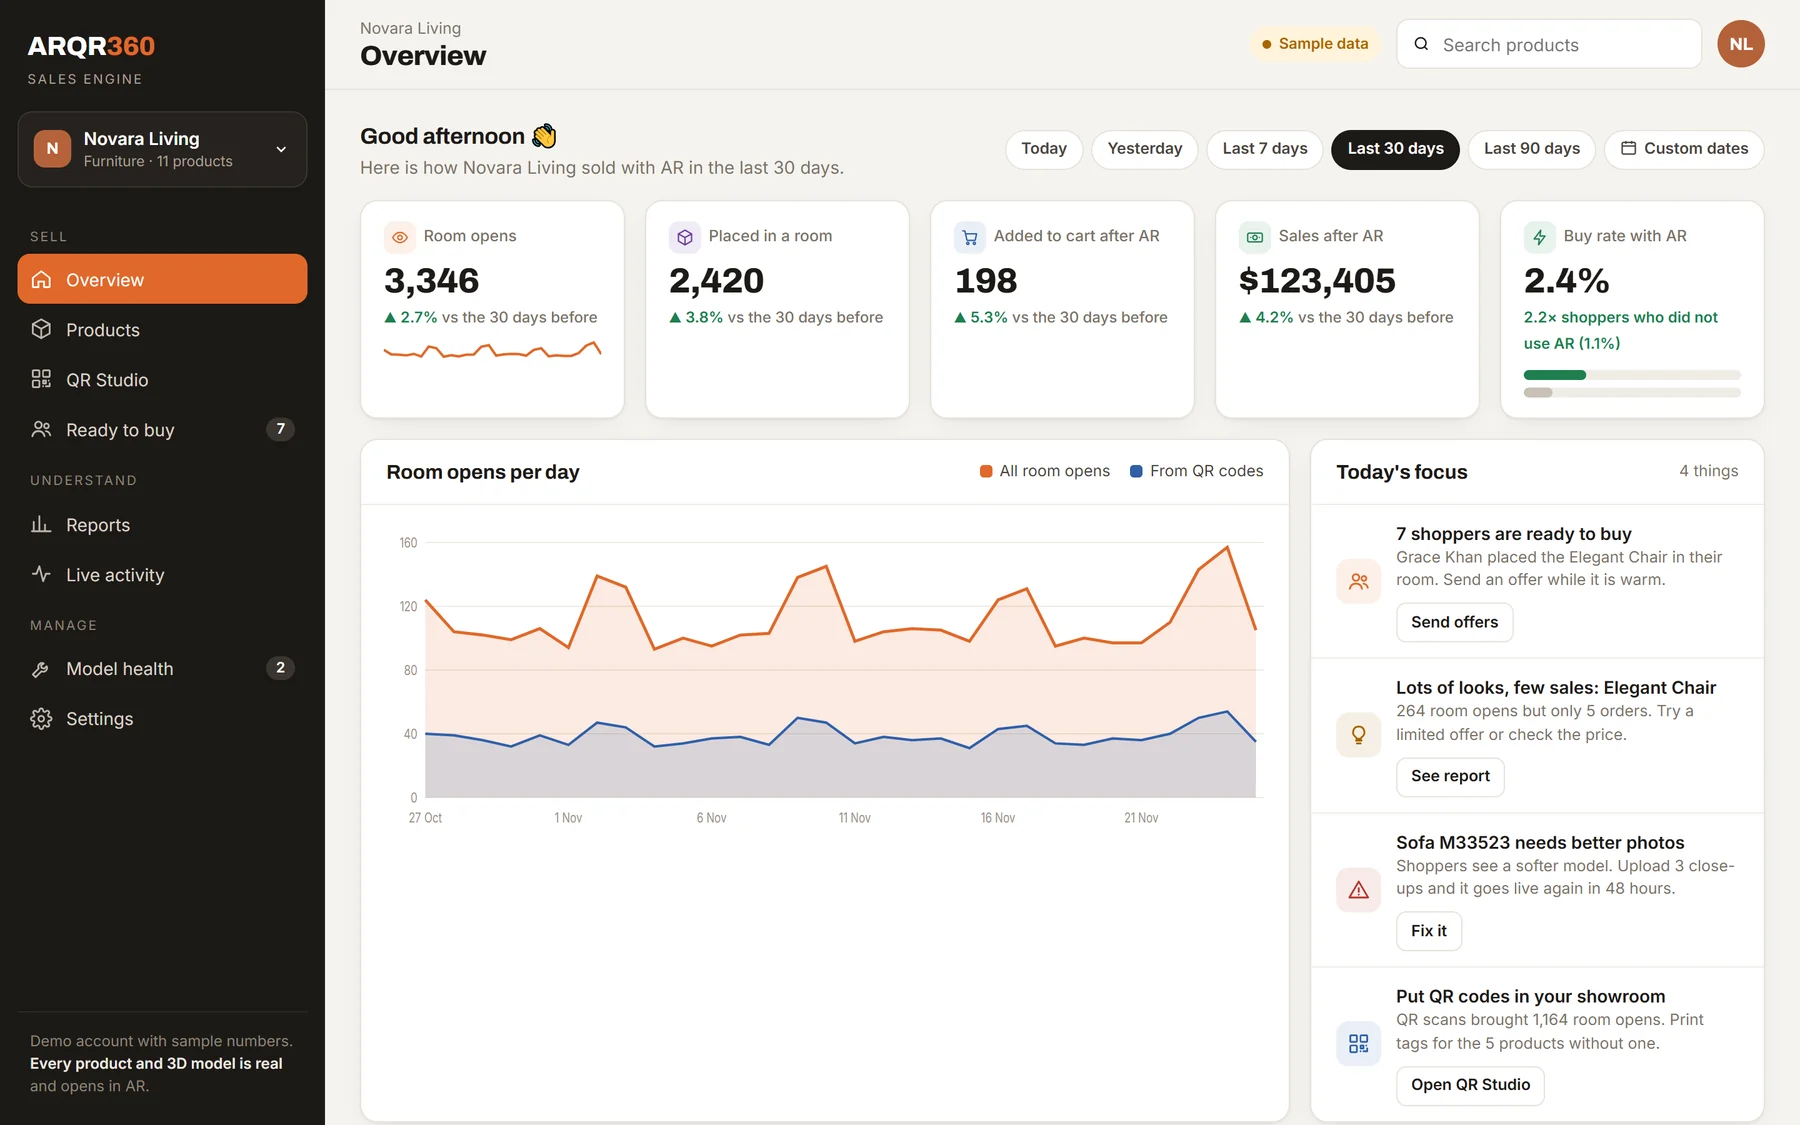 ARQR360
SALES ENGINE
N
Novara Living
Furniture · 11 products
SELL
Overview
Products
QR Studio
Ready to buy
7
UNDERSTAND
Reports
Live activity
MANAGE
Model health
2
Settings
Demo account with sample numbers.
Every product and 3D model is real
and opens in AR.
Novara Living
Overview
Sample data
Search products
NL
Good afternoon 👋
Here is how Novara Living sold with AR in the last 30 days.
Today
Yesterday
Last 7 days
Last 30 days
Last 90 days
Custom dates
Room opens
3,346
▲ 2.7% vs the 30 days before
Placed in a room
2,420
▲ 3.8% vs the 30 days before
Added to cart after AR
198
▲ 5.3% vs the 30 days before
Sales after AR
$123,405
▲ 4.2% vs the 30 days before
Buy rate with AR
2.4%
2.2× shoppers who did not
use AR (1.1%)
Room opens per day
All room opens
From QR codes
160
120
80
40
0
27 Oct
1 Nov
6 Nov
11 Nov
16 Nov
21 Nov
Today's focus
4 things
7 shoppers are ready to buy
Grace Khan placed the Elegant Chair in their
room. Send an offer while it is warm.
Send offers
Lots of looks, few sales: Elegant Chair
264 room opens but only 5 orders. Try a
limited offer or check the price.
See report
Sofa M33523 needs better photos
Shoppers see a softer model. Upload 3 close-
ups and it goes live again in 48 hours.
Fix it
Put QR codes in your showroom
QR scans brought 1,164 room opens. Print
tags for the 5 products without one.
Open QR Studio